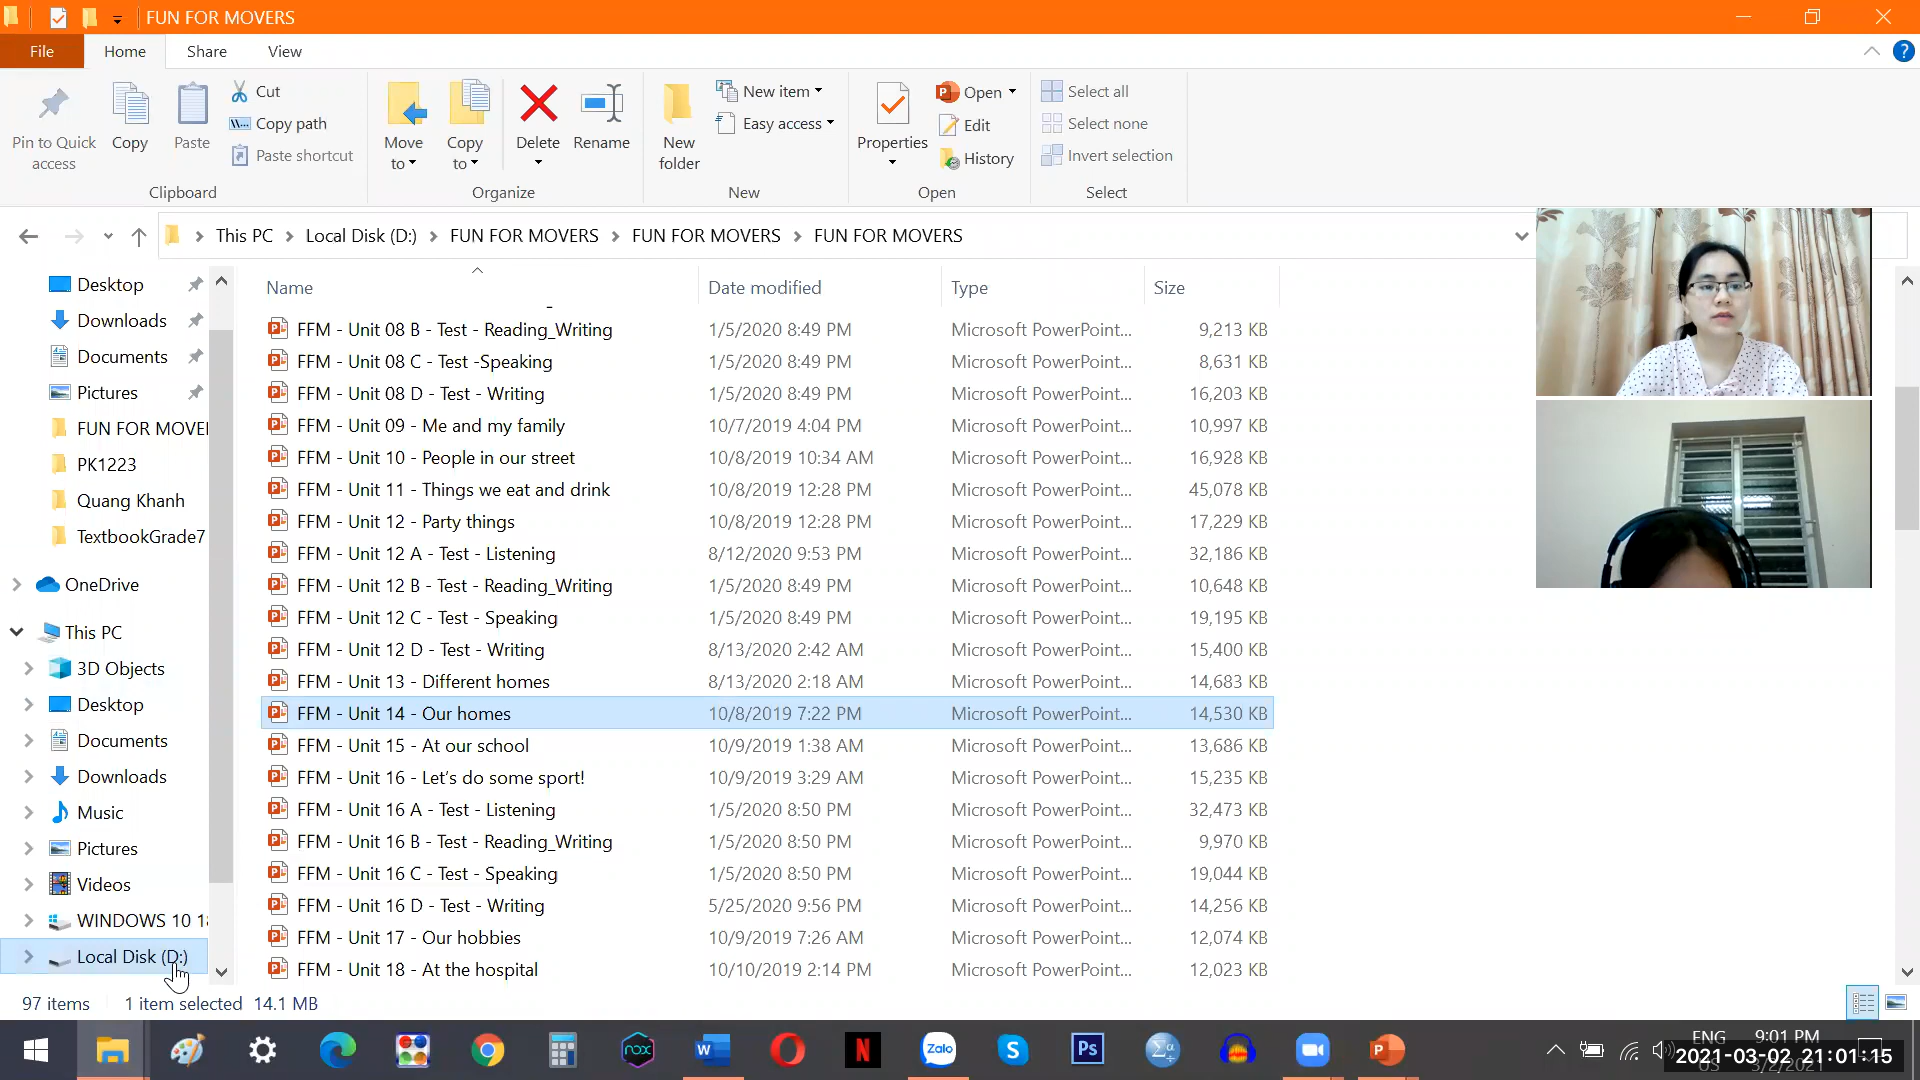 FUN FOR MOVERS
File Home Share View
Pin to Quick access
Copy
Paste
Cut
Copy path
Paste shortcut
Clipboard
Move to
Copy to
Delete
Rename
Organize
New folder
New item
Easy access
New
Properties
Open
Edit
History
Open
Select all
Select none
Invert selection
Select
This PC Local Disk (D:) FUN FOR MOVERS FUN FOR MOVERS FUN FOR MOVERS
Desktop
Downloads
Documents
Pictures
FUN FOR MOVE
PK1223
Quang Khanh
TextbookGrade7
OneDrive
This PC
3D Objects
Desktop
Documents
Downloads
Music
Pictures
Videos
WINDOWS 10 1
Local Disk (D:)
Name Date modified Type Size
FFM - Unit 08 B - Test - Reading_Writing 1/5/2020 8:49 PM Microsoft PowerPoint... 9,213 KB
FFM - Unit 08 C - Test -Speaking 1/5/2020 8:49 PM Microsoft PowerPoint... 8,631 KB
FFM - Unit 08 D - Test - Writing 1/5/2020 8:49 PM Microsoft PowerPoint... 16,203 KB
FFM - Unit 09 - Me and my family 10/7/2019 4:04 PM Microsoft PowerPoint... 10,997 KB
FFM - Unit 10 - People in our street 10/8/2019 10:34 AM Microsoft PowerPoint... 16,928 KB
FFM - Unit 11 - Things we eat and drink 10/8/2019 12:28 PM Microsoft PowerPoint... 45,078 KB
FFM - Unit 12 - Party things 10/8/2019 12:28 PM Microsoft PowerPoint... 17,229 KB
FFM - Unit 12 A - Test - Listening 8/12/2020 9:53 PM Microsoft PowerPoint... 32,186 KB
FFM - Unit 12 B - Test - Reading_Writing 1/5/2020 8:49 PM Microsoft PowerPoint... 10,648 KB
FFM - Unit 12 C - Test - Speaking 1/5/2020 8:49 PM Microsoft PowerPoint... 19,195 KB
FFM - Unit 12 D - Test - Writing 8/13/2020 2:42 AM Microsoft PowerPoint... 15,400 KB
FFM - Unit 13 - Different homes 8/13/2020 2:18 AM Microsoft PowerPoint... 14,683 KB
FFM - Unit 14 - Our homes 10/8/2019 7:22 PM Microsoft PowerPoint... 14,530 KB
FFM - Unit 15 - At our school 10/9/2019 1:38 AM Microsoft PowerPoint... 13,686 KB
FFM - Unit 16 - Let's do some sport! 10/9/2019 3:29 AM Microsoft PowerPoint... 15,235 KB
FFM - Unit 16 A - Test - Listening 1/5/2020 8:50 PM Microsoft PowerPoint... 32,473 KB
FFM - Unit 16 B - Test - Reading_Writing 1/5/2020 8:50 PM Microsoft PowerPoint... 9,970 KB
FFM - Unit 16 C - Test - Speaking 1/5/2020 8:50 PM Microsoft PowerPoint... 19,044 KB
FFM - Unit 16 D - Test - Writing 5/25/2020 9:56 PM Microsoft PowerPoint... 14,256 KB
FFM - Unit 17 - Our hobbies 10/9/2019 7:26 AM Microsoft PowerPoint... 12,074 KB
FFM - Unit 18 - At the hospital 10/10/2019 2:14 PM Microsoft PowerPoint... 12,023 KB
97 items 1 item selected 14.1 MB
nox
Zalo
Ps
ENG 9:01 PM
2021-03-02 21:01:15